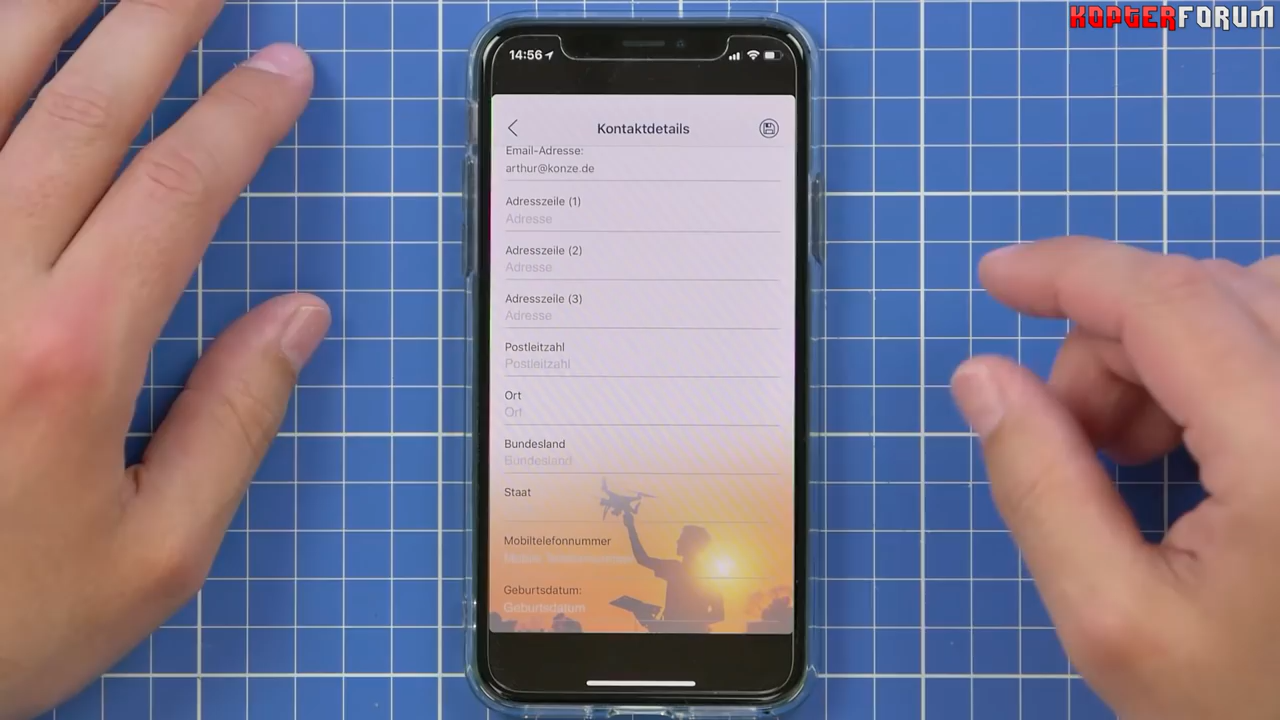 KOPTERFORUM
14:56
Kontaktdetails
Email-Adresse:
arthur@konze.de
Adresszeile (1)
Adresse
Adresszeile (2)
Adresse
Adresszeile (3)
Adresse
Postleitzahl
Postleitzahl
Ort
Ort
Bundesland
Bundesland
Staat
Mobiltelefonnummer
Geburtsdatum:
Geburtsdatum